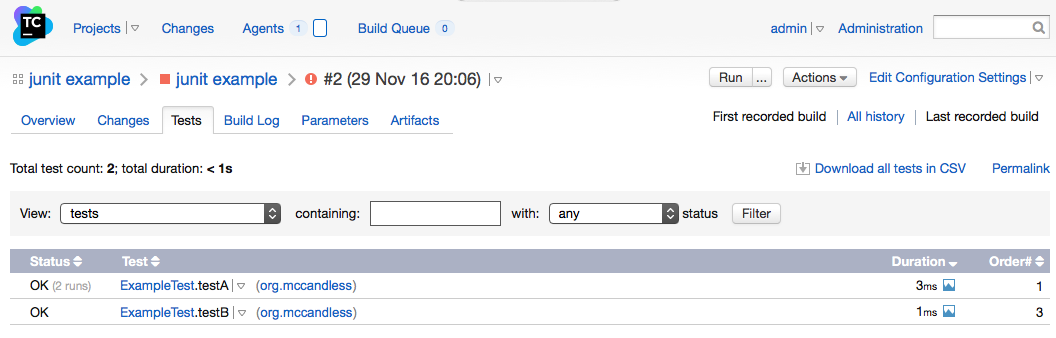 TC Projects Changes Agents 1 Build Queue 0 admin Administration
junit example junit example #2 (29 Nov 16 20:06) Run ... Actions Edit Configuration Settings
Overview Changes Tests Build Log Parameters Artifacts First recorded build All history Last recorded build
Total test count: 2; total duration: < 1s Download all tests in CSV Permalink
View: tests containing: with: any status Filter
Status Test Duration Order#
OK (2 runs) ExampleTest.testA (org.mccandless) 3ms 1
OK ExampleTest.testB (org.mccandless) 1ms 3